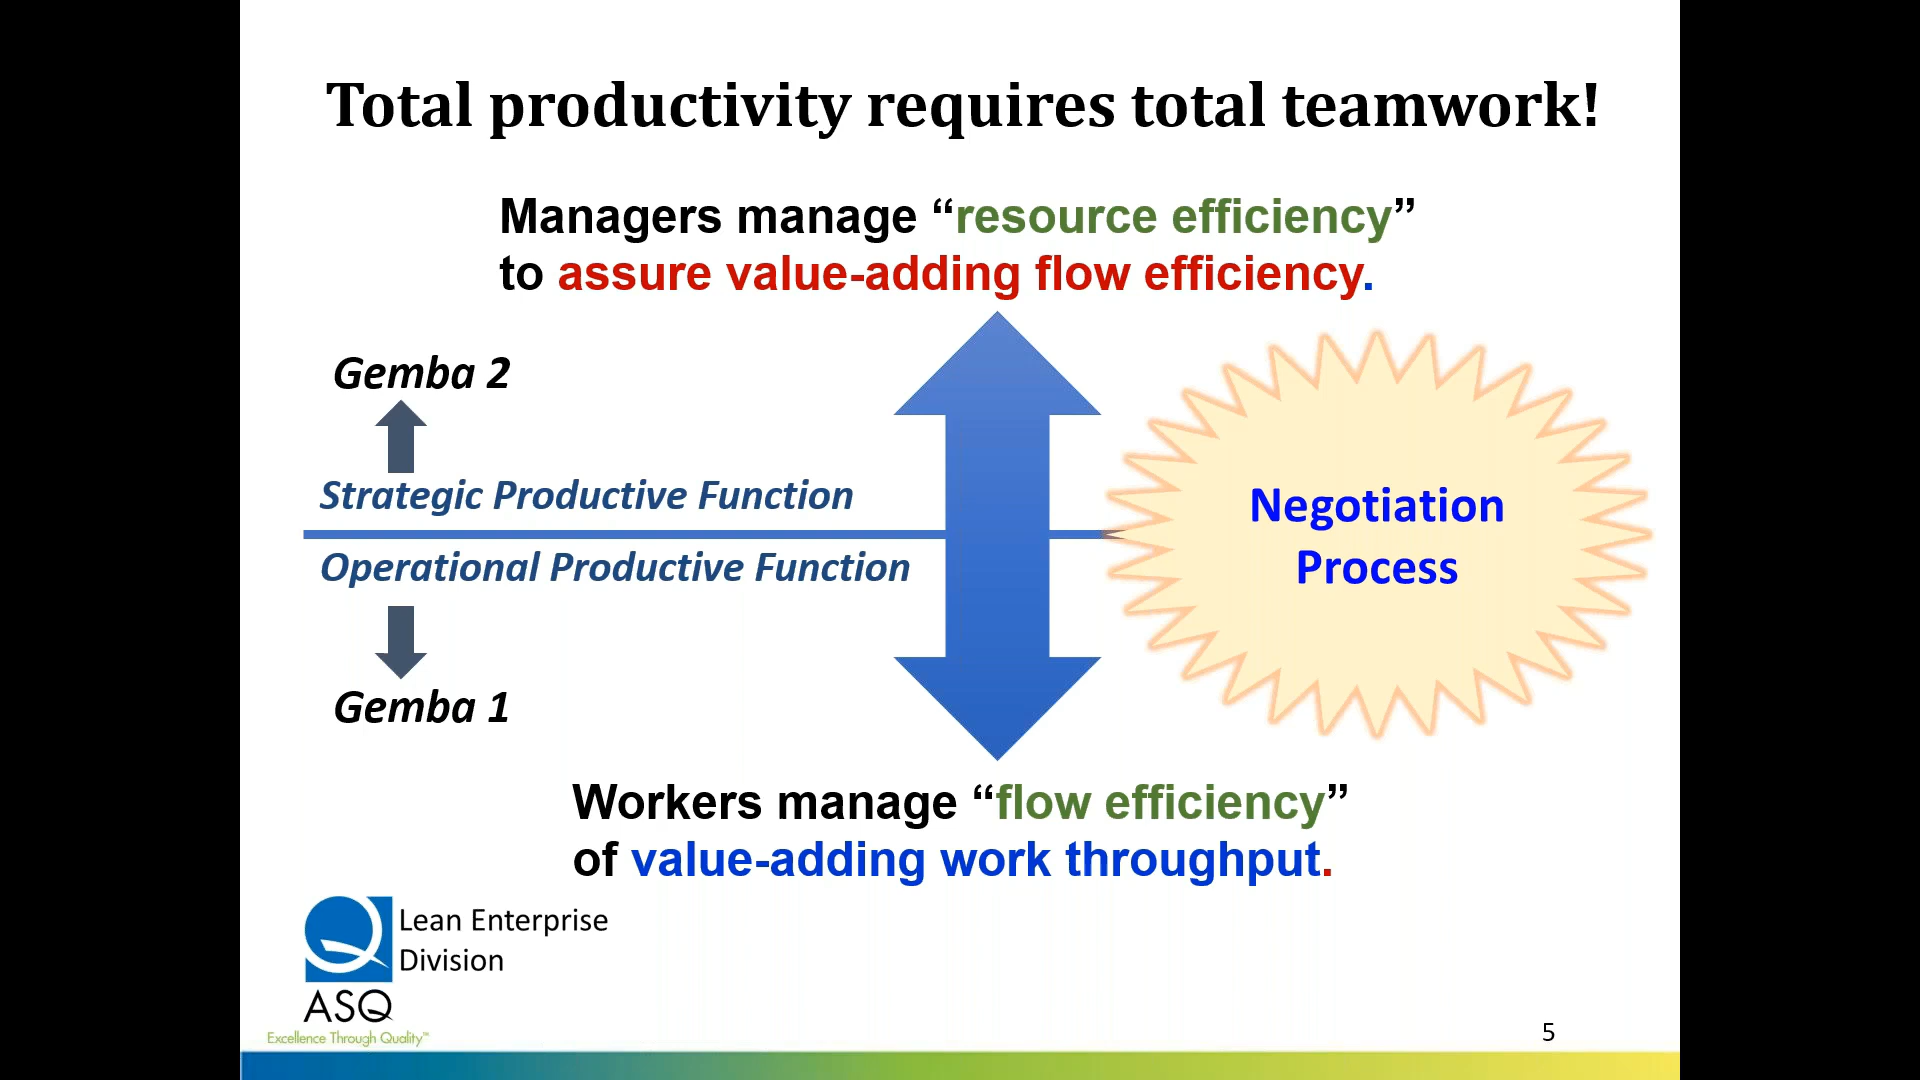 Total productivity requires total teamwork!
Managers manage “resource efficiency”
to assure value-adding flow efficiency.
Gemba 2
Strategic Productive Function
Operational Productive Function
Gemba 1
Negotiation
Process
Workers manage “flow efficiency”
of value-adding work throughput.
Lean Enterprise
Division
ASQ
Excellence Through Quality™
5